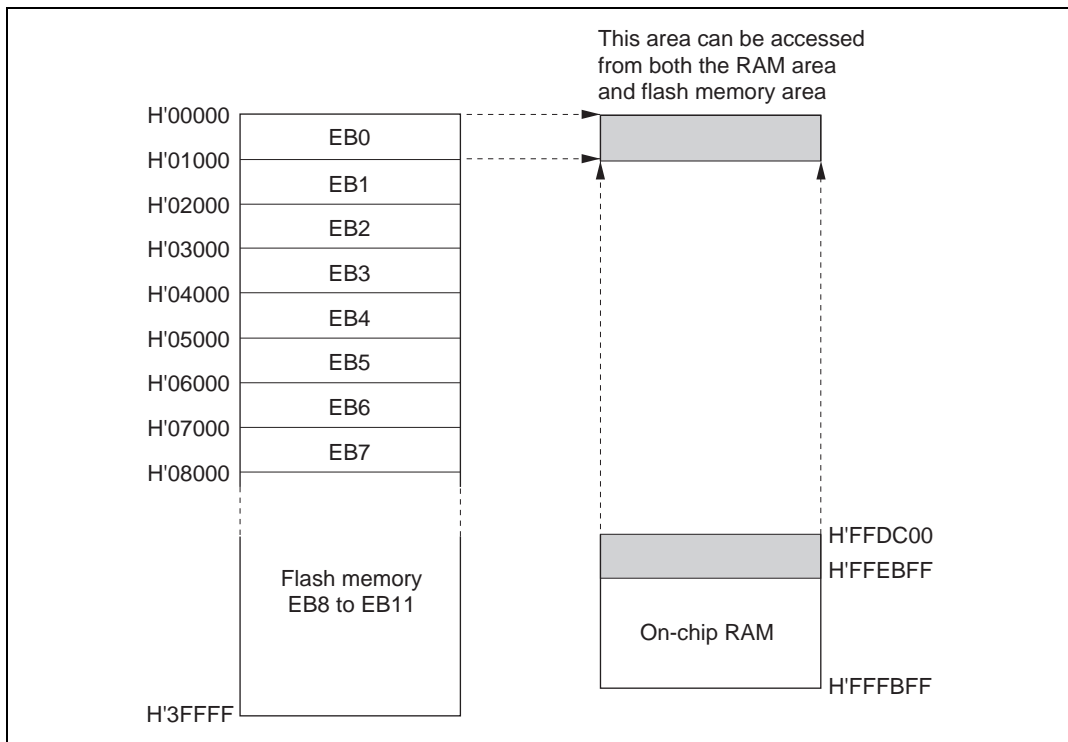 This area can be accessed
from both the RAM area
and flash memory area
H'00000
EB0
H'01000
EB1
H'02000
EB2
H'03000
EB3
H'04000
EB4
H'05000
EB5
H'06000
EB6
H'07000
EB7
H'08000
Flash memory
EB8 to EB11
H'3FFFF
H'FFDC00
H'FFEBFF
On-chip RAM
H'FFFBFF